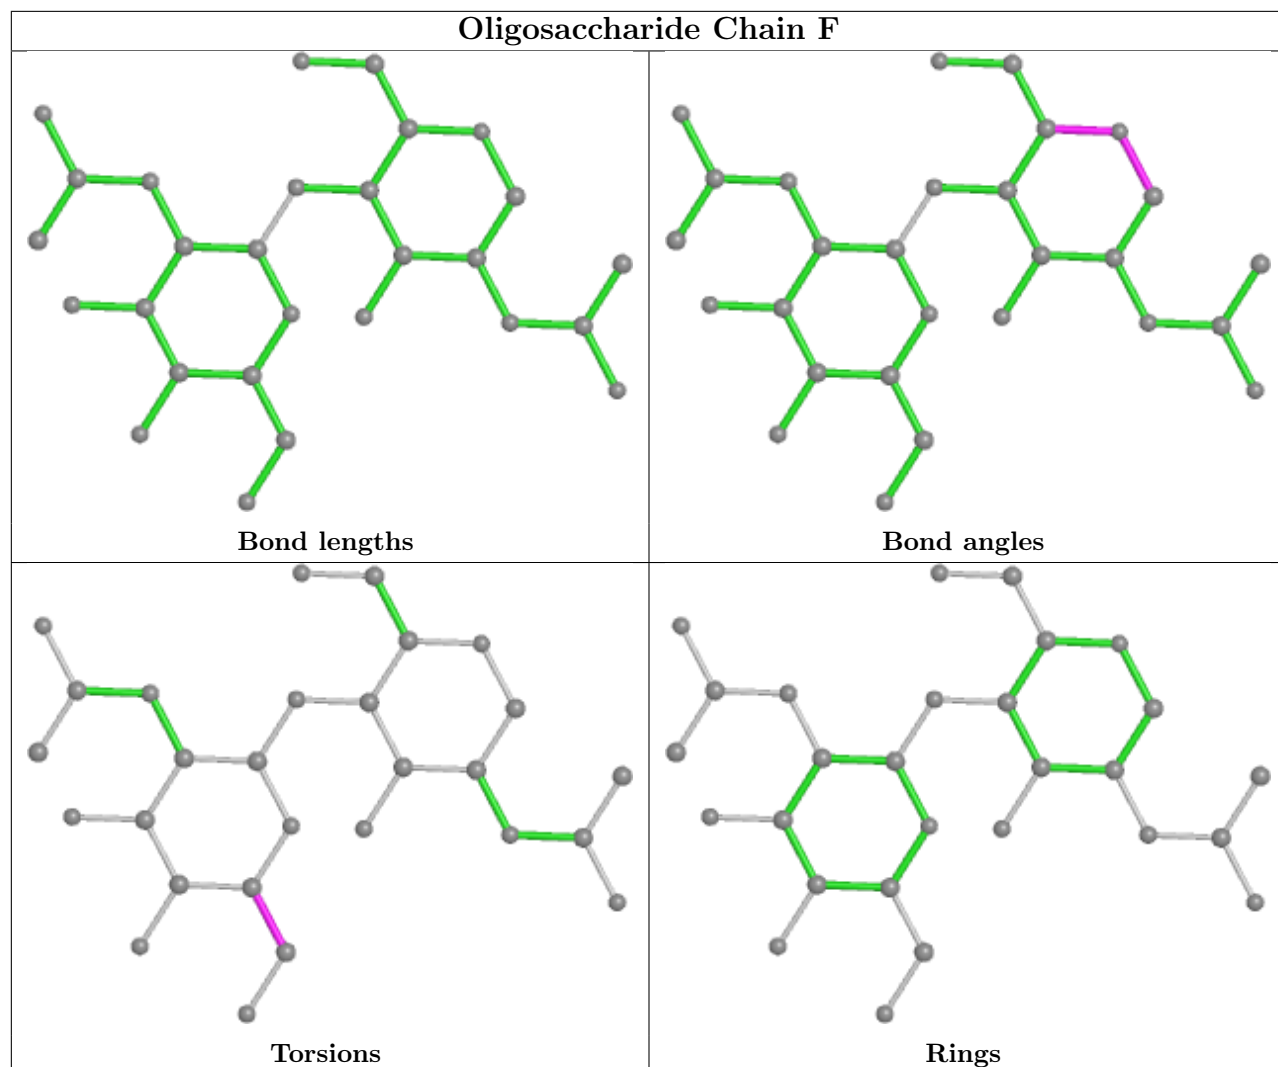 Oligosaccharide Chain F
Bond lengths
Bond angles
Torsions
Rings